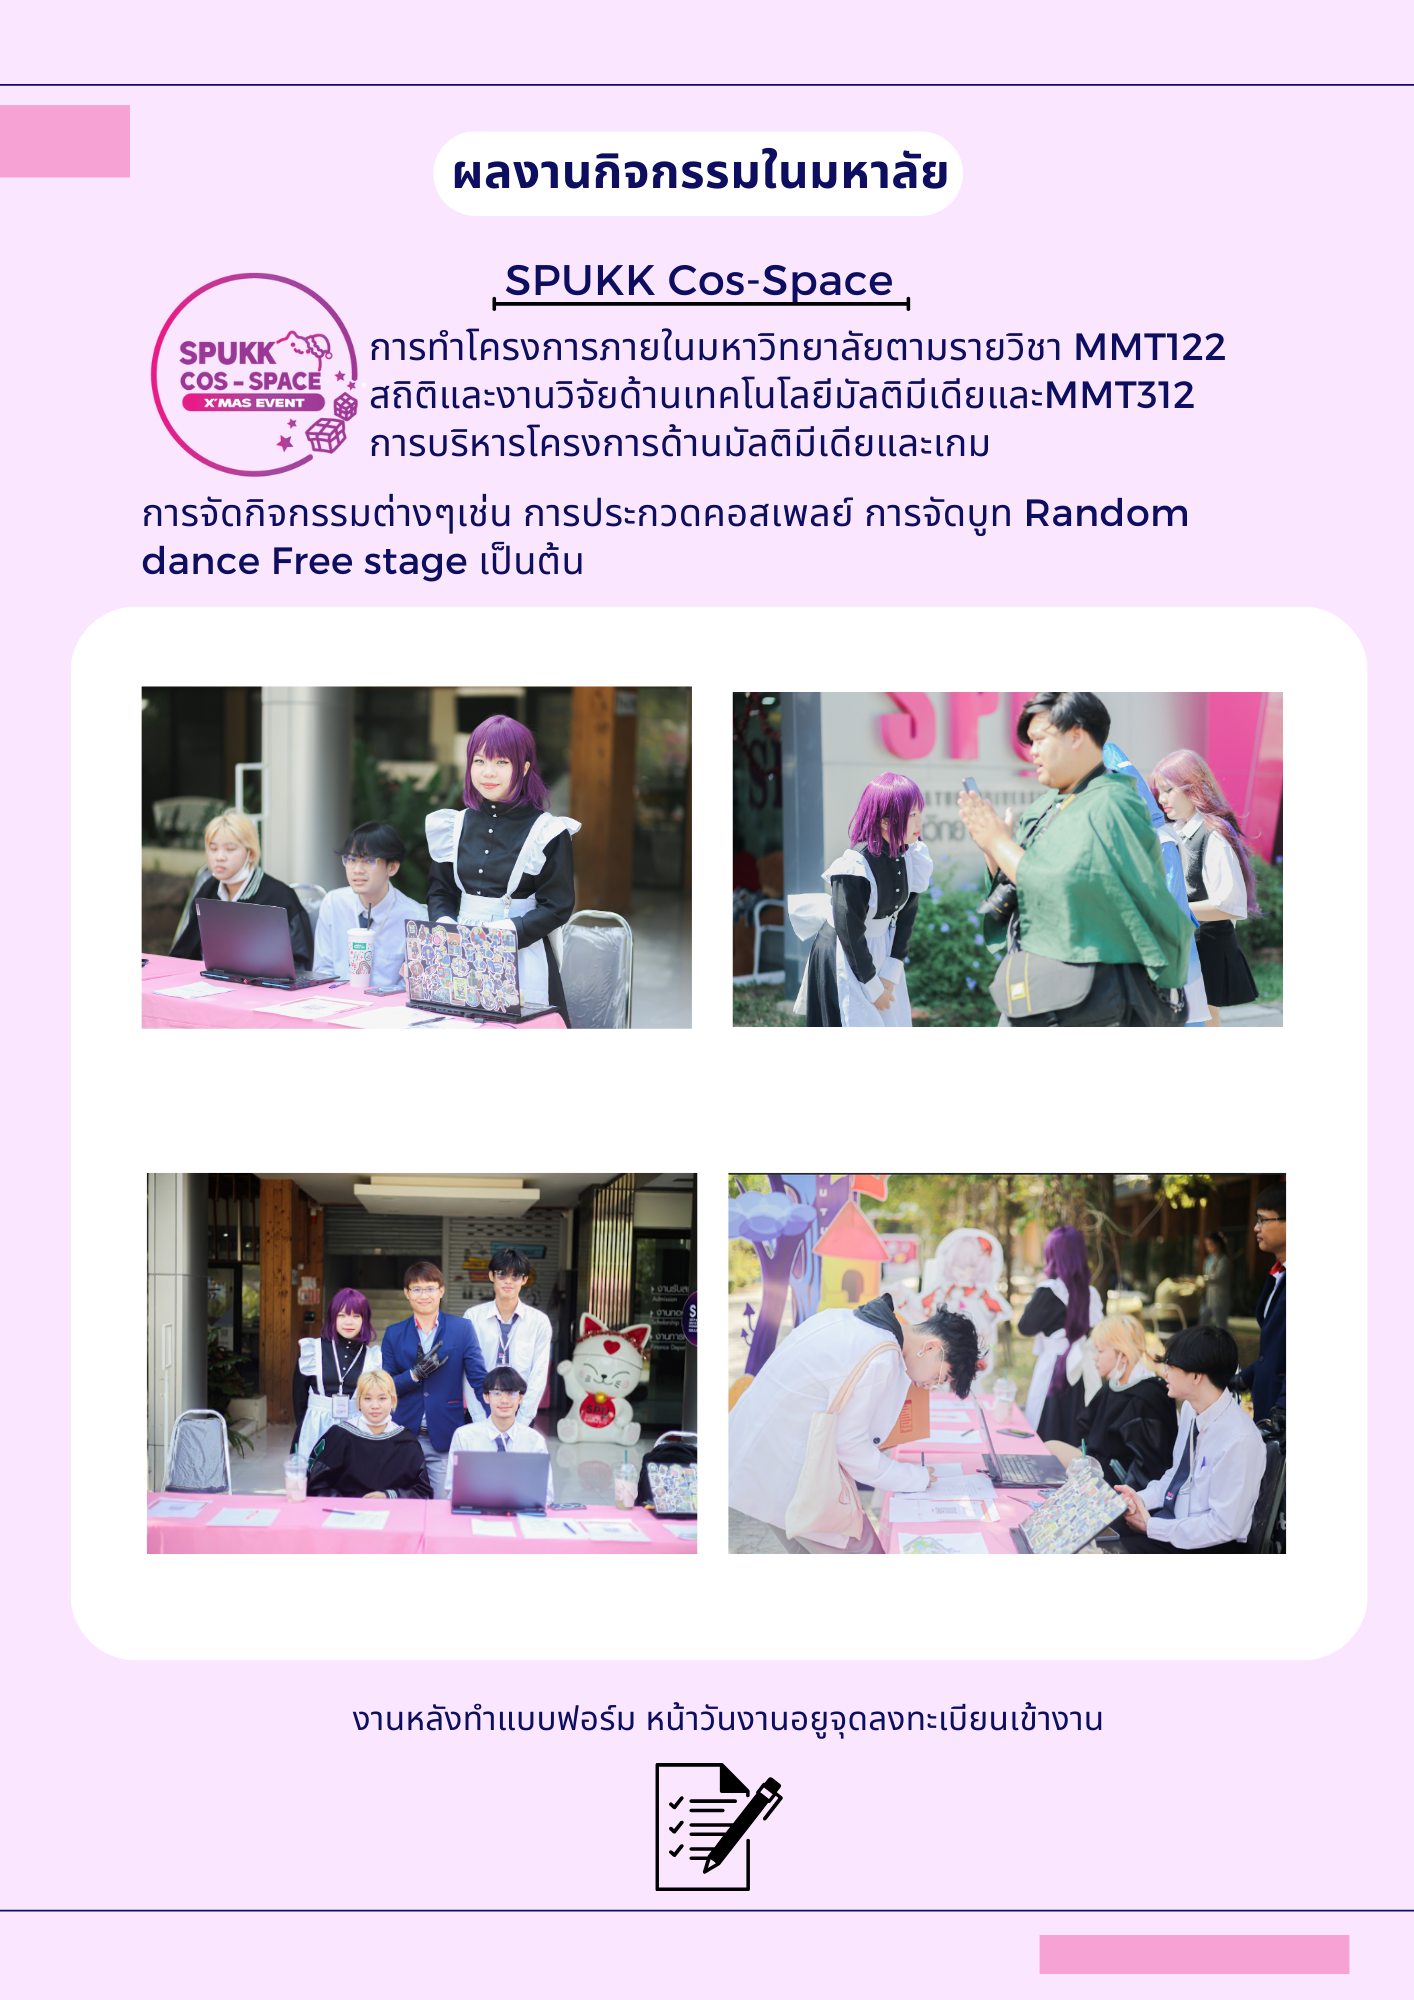 ผลงานกิจกรรมในมหาลัย
SPUKK Cos-Space
SPUKK
COS - SPACE
X'MAS EVENT
การทำโครงการภายในมหาวิทยาลัยตามรายวิชา MMT122
สถิติและงานวิจัยด้านเทคโนโลยีมัลติมีเดียและMMT312
การบริหารโครงการด้านมัลติมีเดียและเกม
การจัดกิจกรรมต่างๆเช่น การประกวดคอสเพลย์ การจัดบูท Random
dance Free stage เป็นต้น
SPU
งานหลังทำแบบฟอร์ม หน้าวันงานอยูจุดลงทะเบียนเข้างาน